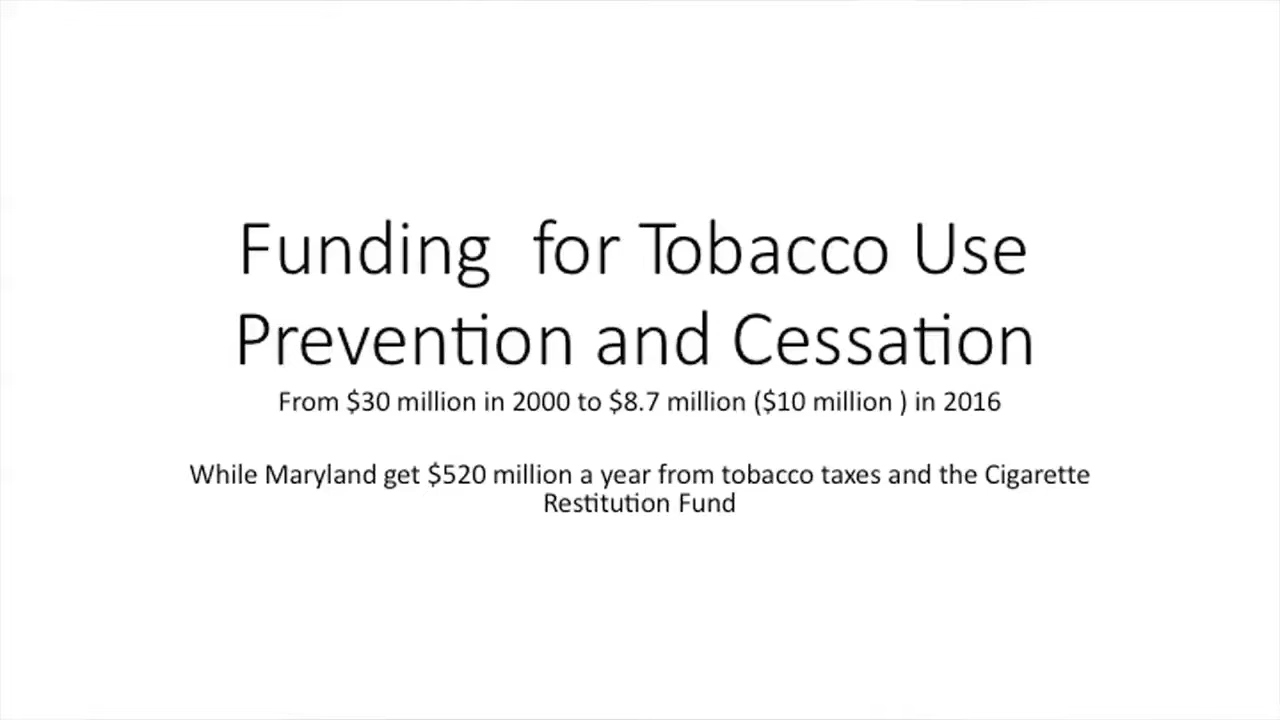 Funding  for Tobacco Use
Prevention and Cessation
From $30 million in 2000 to $8.7 million ($10 million ) in 2016
While Maryland get $520 million a year from tobacco taxes and the Cigarette
Restitution Fund